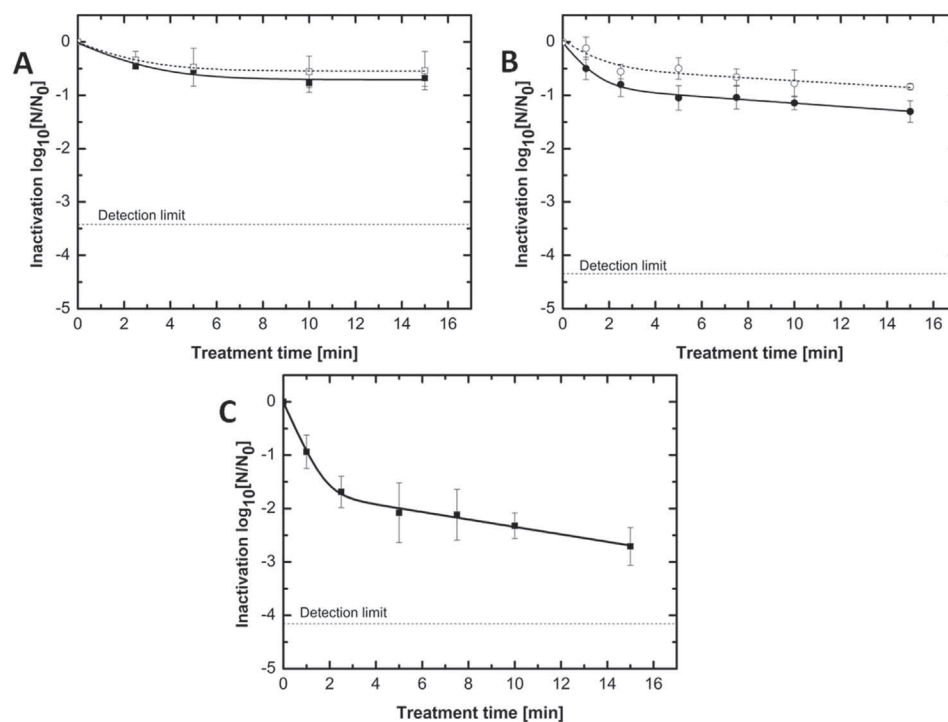 A
Inactivation log10[N/N0]
0
-1
-2
-3
-4
-5
Detection limit
0 2 4 6 8 10 12 14 16
Treatment time [min]
B
Inactivation log10[N/N0]
0
-1
-2
-3
-4
-5
Detection limit
0 2 4 6 8 10 12 14 16
Treatment time [min]
C
Inactivation log10[N/N0]
0
-1
-2
-3
-4
-5
Detection limit
0 2 4 6 8 10 12 14 16
Treatment time [min]